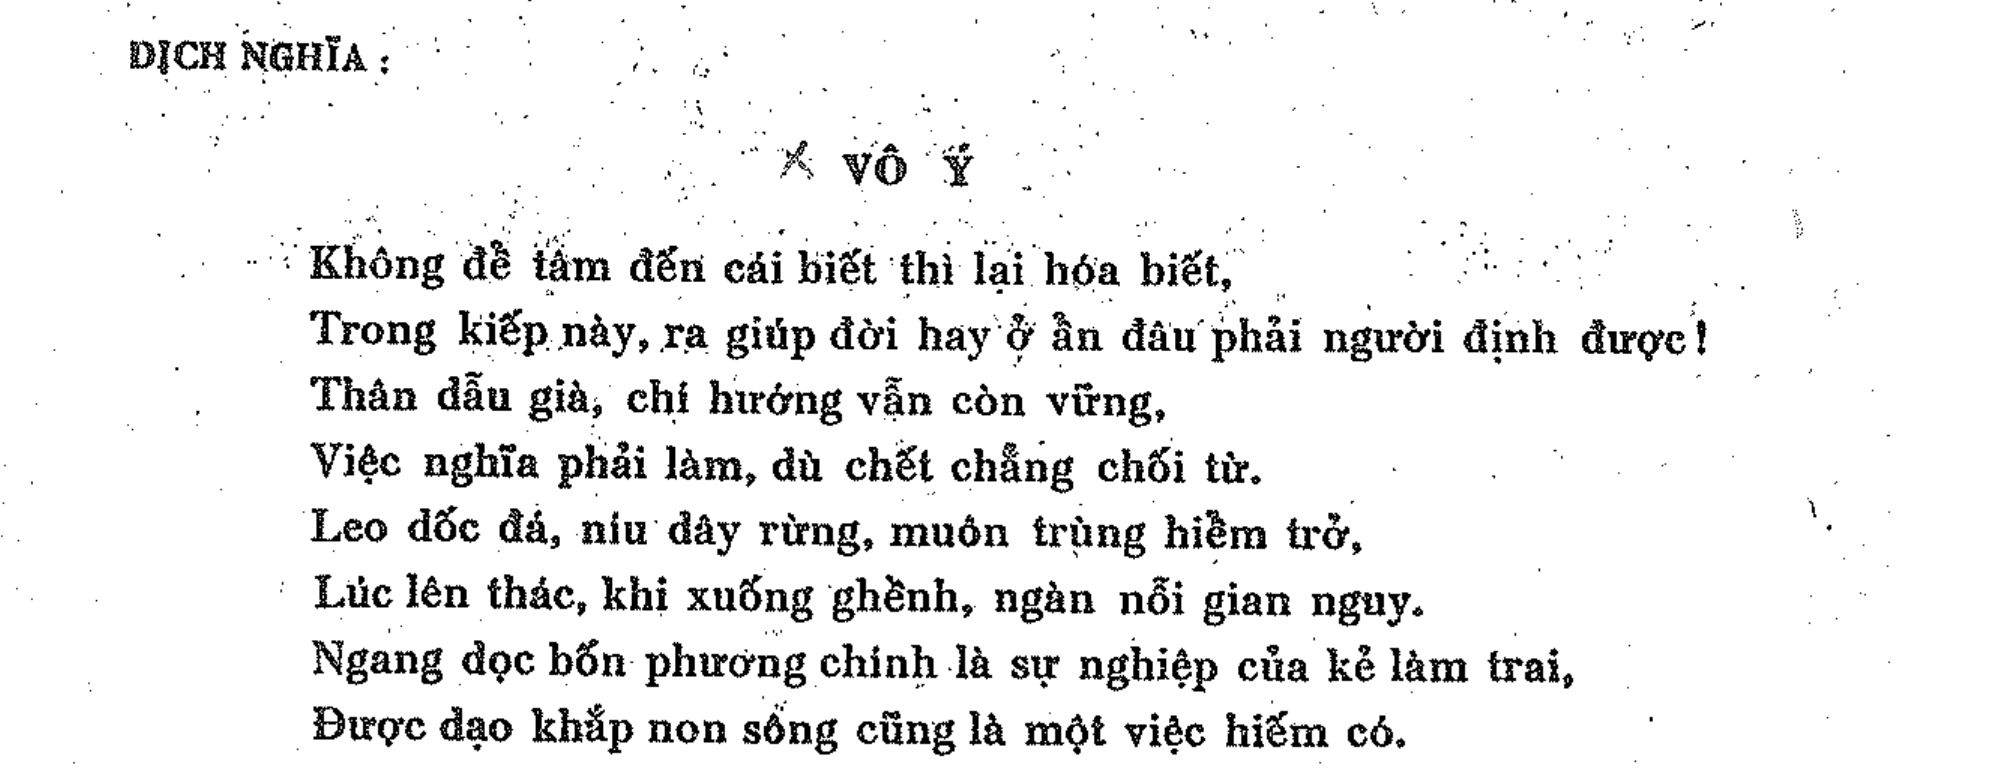 DỊCH NGHĨA :
VÔ Ý
Không để tâm đến cái biết thì lại hóa biết,
Trong kiếp này, ra giúp đời hay ở ẩn đâu phải người định được!
Thân dẫu già, chí hướng vẫn còn vững,
Việc nghĩa phải làm, dù chết chẳng chối từ.
Leo dốc đá, níu dây rừng, muôn trùng hiểm trở,
Lúc lên thác, khi xuống ghềnh, ngàn nỗi gian nguy.
Ngang dọc bốn phương chính là sự nghiệp của kẻ làm trai,
Được dạo khắp non sông cũng là một việc hiếm có.